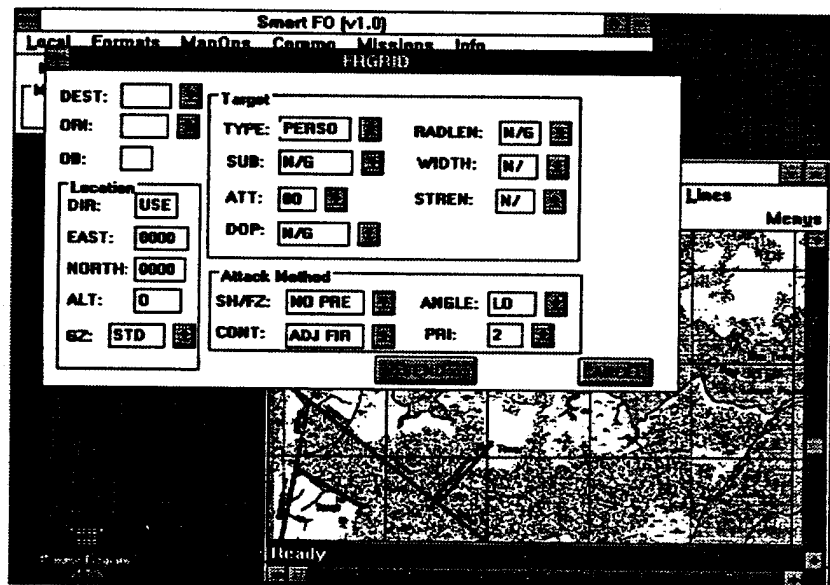 Smart FO (v1.0)
Local Formats MapOps Commo Missions Info
FRGRID
DEST:
ORI:
OB:
Location
DIR: USE
EAST: 0000
NORTH: 0000
ALT: 0
GZ: STD
Target
TYPE: PERSO
SUB: N/G
ATT: 80
DOP: N/G
RADLEN: N/G
WIDTH: N/
STREN: N/
Attack Method
SH/FZ: NO PRE
CONT: ADJ FIR
ANGLE: LO
PRI: 2
Lines
Menus
Ready